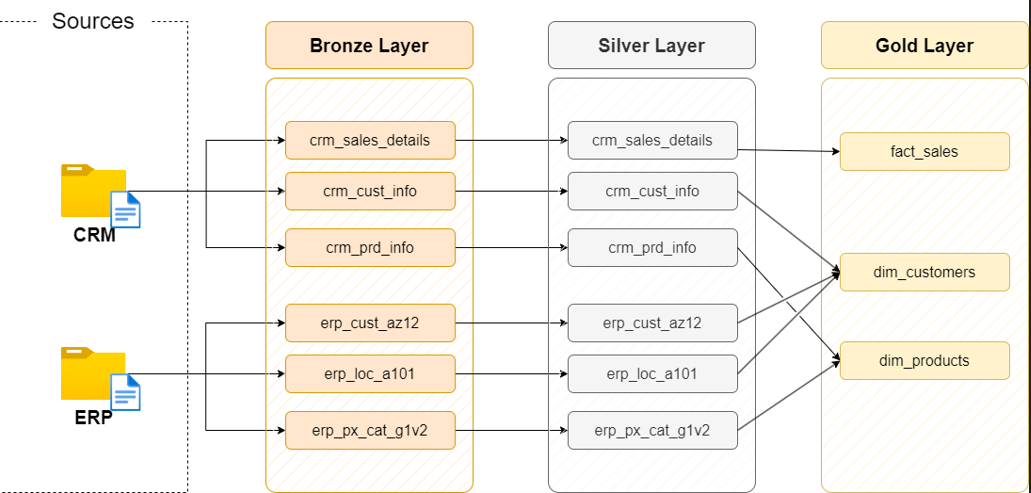 Sources
Bronze Layer
Silver Layer
Gold Layer
crm_sales_details
crm_sales_details
fact_sales
crm_cust_info
crm_cust_info
CRM
crm_prd_info
crm_prd_info
dim_customers
erp_cust_az12
erp_cust_az12
dim_products
erp_loc_a101
erp_loc_a101
ERP
erp_px_cat_g1v2
erp_px_cat_g1v2